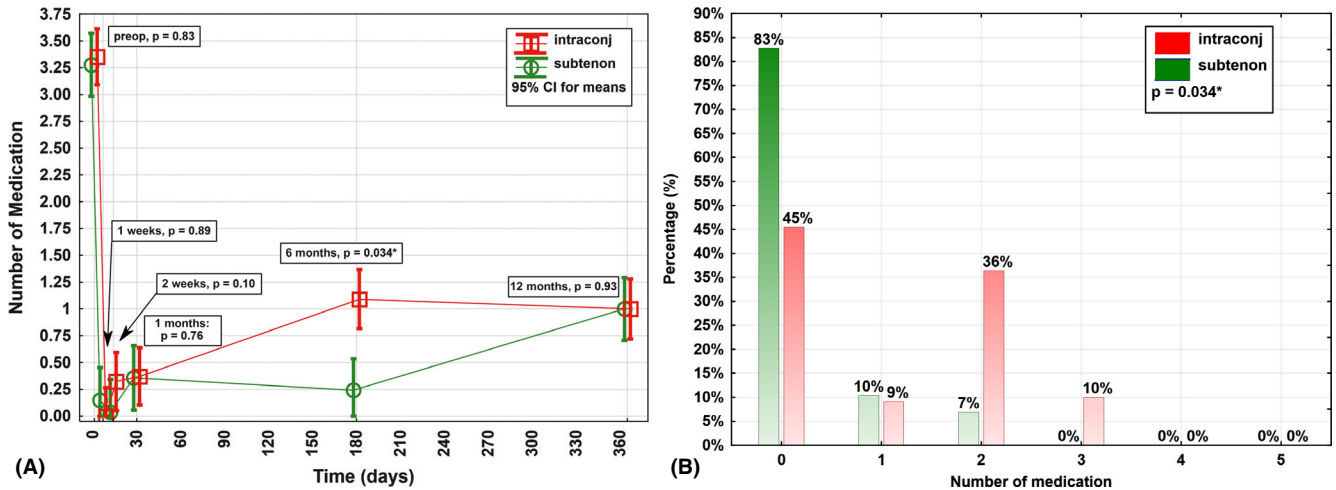 3.75
3.50
3.25
3.00
2.75
2.50
2.25
2.00
1.75
1.50
1.25
1
0.75
0.50
0.25
0.00
Number of Medication
preop, p = 0.83
intraconj
subtenon
95% CI for means
1 weeks, p = 0.89
2 weeks, p = 0.10
1 months:
p = 0.76
6 months, p = 0.034*
12 months, p = 0.93
0 30 60 90 120 150 180 210 240 270 300 330 360
Time (days)
(A)
90%
85%
80%
75%
70%
65%
60%
55%
50%
45%
40%
35%
30%
25%
20%
15%
10%
5%
0%
Percentage (%)
intraconj
subtenon
p = 0.034*
83%
45%
10%
9%
7%
36%
0%
10%
0% 0%
0% 0%
0 1 2 3 4 5
Number of medication
(B)